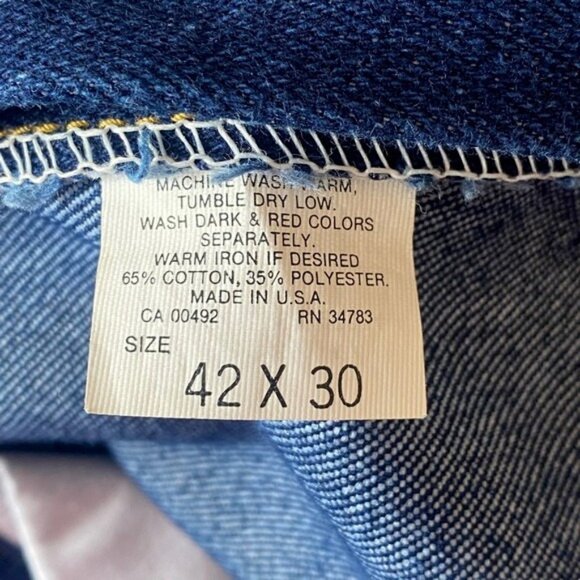 MACHINE WASH WARM,
TUMBLE DRY LOW.
WASH DARK & RED COLORS
SEPARATELY.
WARM IRON IF DESIRED
65% COTTON, 35% POLYESTER.
MADE IN U.S.A.
CA 00492 RN 34783
SIZE
42 X 30